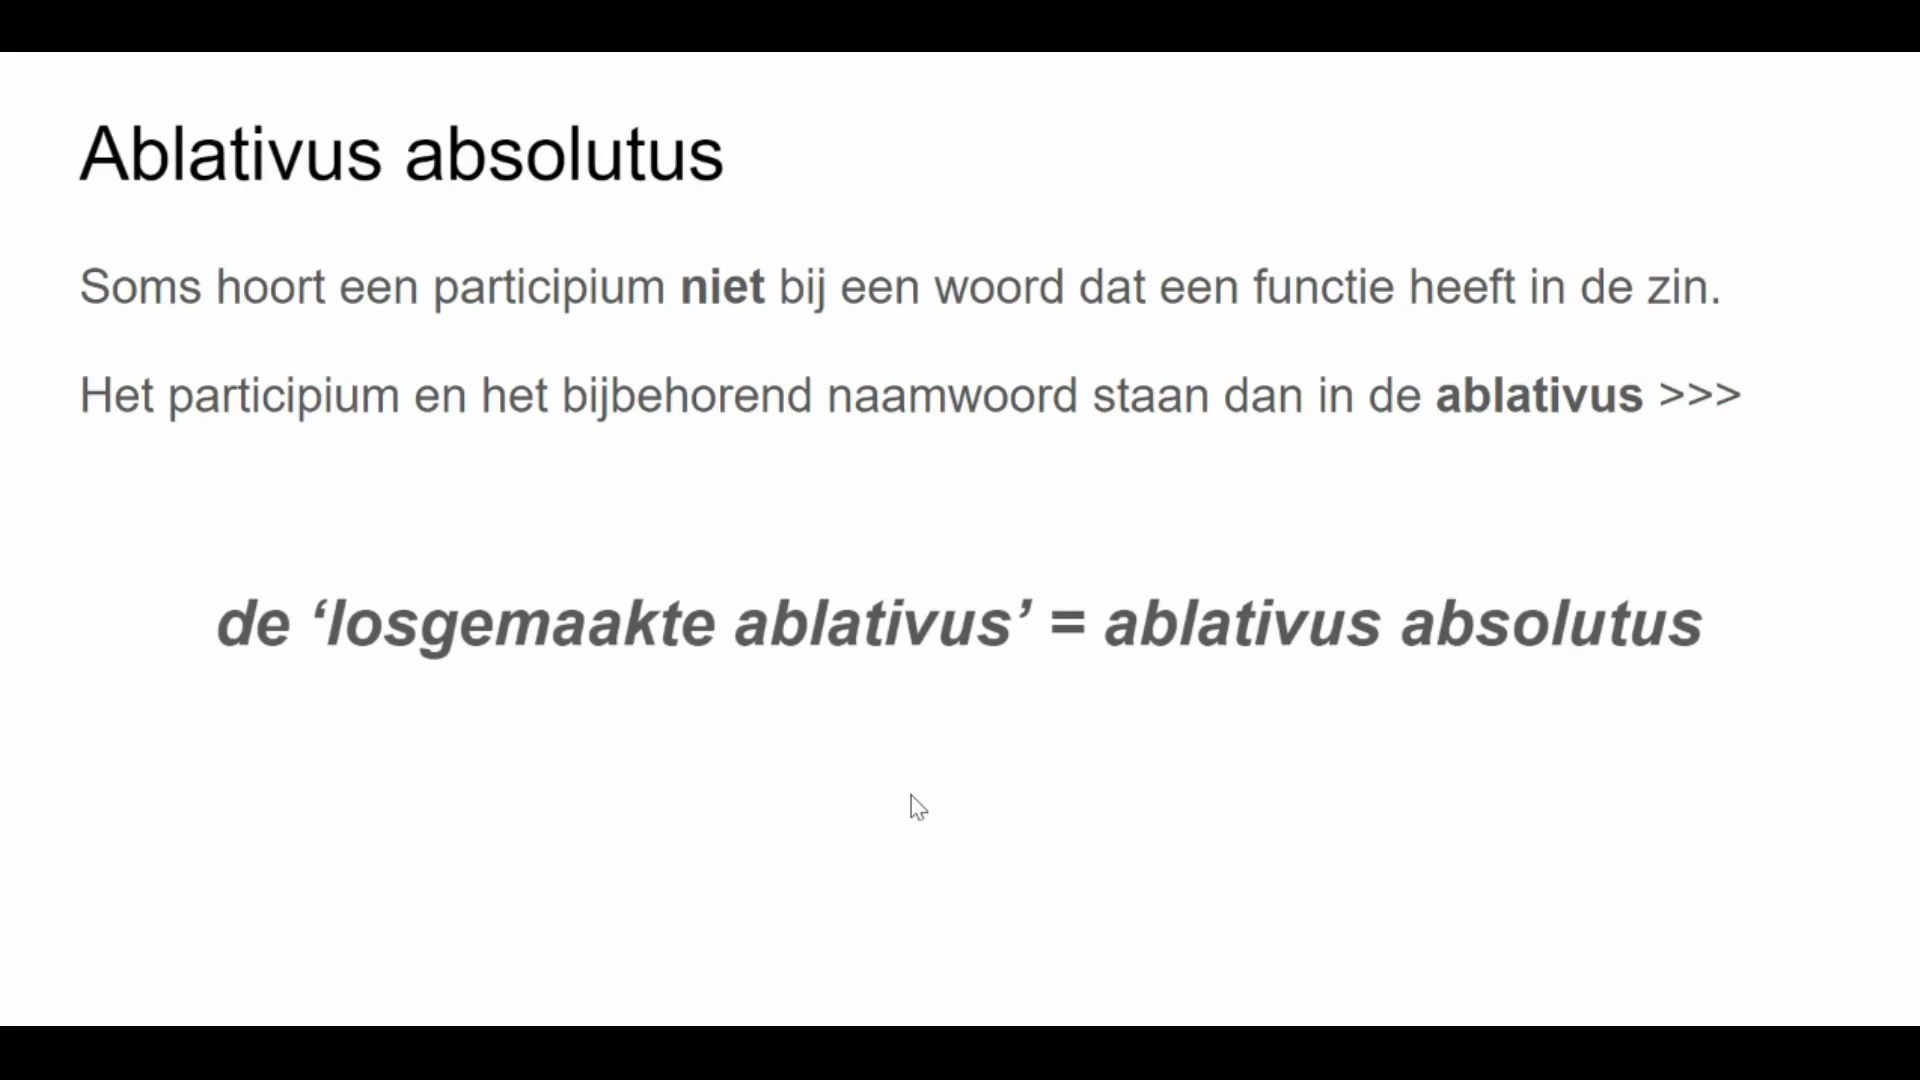 Ablativus absolutus
Soms hoort een participium niet bij een woord dat een functie heeft in de zin.
Het participium en het bijbehorend naamwoord staan dan in de ablativus >>>
de ‘losgemaakte ablativus’ = ablativus absolutus